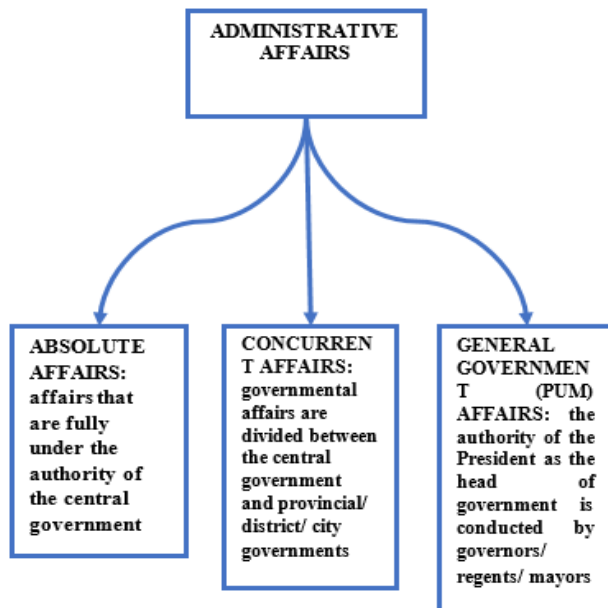 ADMINISTRATIVE
AFFAIRS
ABSOLUTE
AFFAIRS:
affairs that
are fully
under the
authority of
the central
government
CONCURREN
T AFFAIRS:
governmental
affairs are
divided between
the central
government
and provincial/
district/ city
governments
GENERAL
GOVERNMEN
T (PUM)
AFFAIRS: the
authority of the
President as the
head of
government is
conducted by
governors/
regents/ mayors